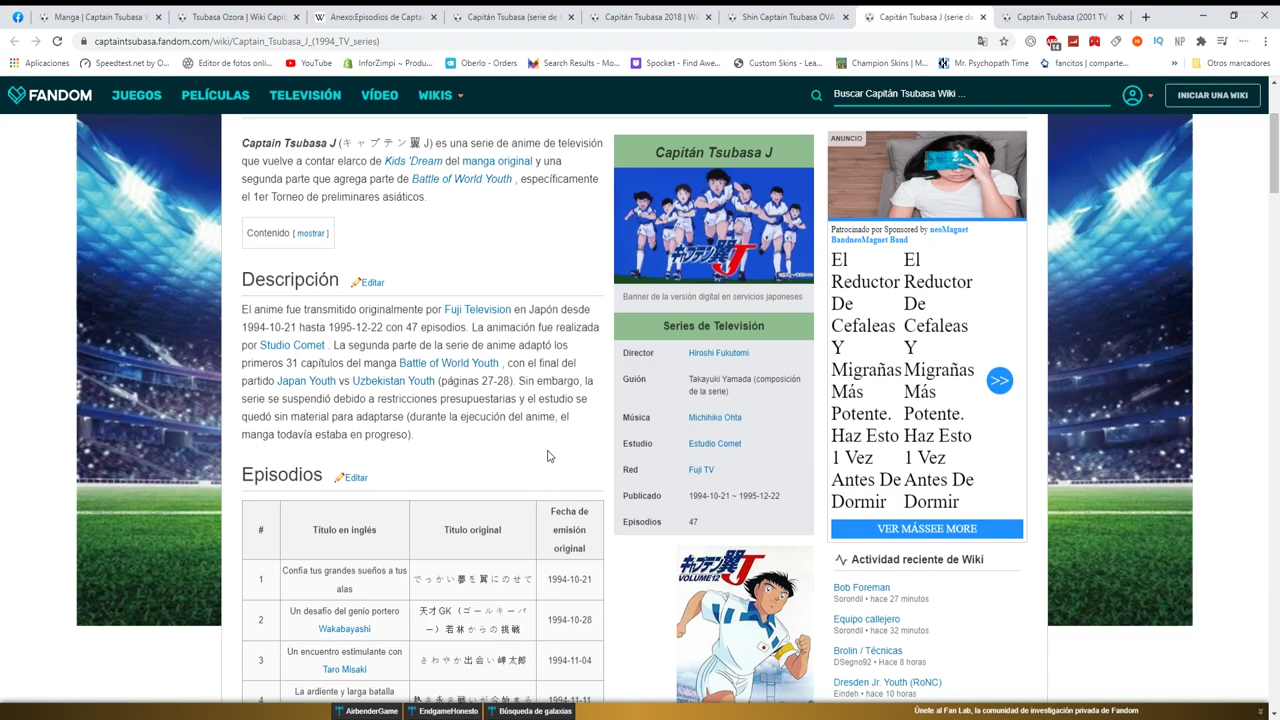 Manga | Captain Tsubasa W
Tsubasa Ozora | Wiki Capit
Anexo:Episodios de Capta
Capitán Tsubasa (serie de
Capitán Tsubasa 2018 | Wi
Shin Captain Tsubasa OVA
Capitán Tsubasa J (serie de
Captain Tsubasa (2001 TV
captaintsubasa.fandom.com/wiki/Captain_Tsubasa_J_(1994_TV_series)
Aplicaciones
Speedtest.net by O...
Editor de fotos onli...
YouTube
InforZimpi ~ Produ...
Oberlo - Orders
Search Results - Mo...
Spocket - Find Awe...
Custom Skins - Lea...
Champion Skins | M...
Mr. Psychopath Time
fancitos | comparte...
Otros marcadores
FANDOM
JUEGOS PELÍCULAS TELEVISIÓN VÍDEO WIKIS
Buscar Capitán Tsubasa Wiki ...
INICIAR UNA WIKI
Captain Tsubasa J (キャプテン翼 J) es una serie de anime de televisión
que vuelve a contar elarco de Kids 'Dream del manga original y una
segunda parte que agrega parte de Battle of World Youth , específicamente
el 1er Torneo de preliminares asiáticos.
Contenido [ mostrar ]
Descripción Editar
El anime fue transmitido originalmente por Fuji Television en Japón desde
1994-10-21 hasta 1995-12-22 con 47 episodios. La animación fue realizada
por Studio Comet . La segunda parte de la serie de anime adaptó los
primeros 31 capítulos del manga Battle of World Youth , con el final del
partido Japan Youth vs Uzbekistan Youth (páginas 27-28). Sin embargo, la
serie se suspendió debido a restricciones presupuestarias y el estudio se
quedó sin material para adaptarse (durante la ejecución del anime, el
manga todavía estaba en progreso).
Episodios Editar
# Título en inglés Titulo original Fecha de
emisión
original
1 Confía tus grandes sueños a tus
alas でっかい夢を翼にのせて 1994-10-21
2 Un desafío del genio portero
Wakabayashi 天才GK（ゴールキーパ
ー）若林からの挑戦 1994-10-28
3 Un encuentro estimulante con
Taro Misaki さわやか出会い岬太郎 1994-11-04
4 La ardiente y larga batalla 1994-11-11
Capitán Tsubasa J
キャプテン翼 J
Banner de la versión digital en servicios japoneses
Series de Televisión
Director Hiroshi Fukutomi
Guión Takayuki Yamada (composición
de la serie)
Música Michihiko Ohta
Estudio Estudio Comet
Red Fuji TV
Publicado 1994-10-21 ~ 1995-12-22
Episodios 47
キャプテン翼 J
VOLUME 12
ANUNCIO
Patrocinado por Sponsored by neoMagnet
BandneoMagnet Band
El El
Reductor Reductor
De De
Cefaleas Cefaleas
Y Y
Migrañas Migrañas
Más Más
Potente. Potente.
Haz Esto Haz Esto
1 Vez 1 Vez
Antes De Antes De
Dormir Dormir
>>
VER MÁSSEE MORE
Actividad reciente de Wiki
Bob Foreman
Sorondil • hace 27 minutos
Equipo callejero
Sorondil • hace 32 minutos
Brolin / Técnicas
DSegno92 • Hace 8 horas
Dresden Jr. Youth (RoNC)
Eindeh • hace 10 horas
AirbenderGame
EndgameHonesto
Búsqueda de galaxias
Únete al Fan Lab, la comunidad de investigación privada de Fandom